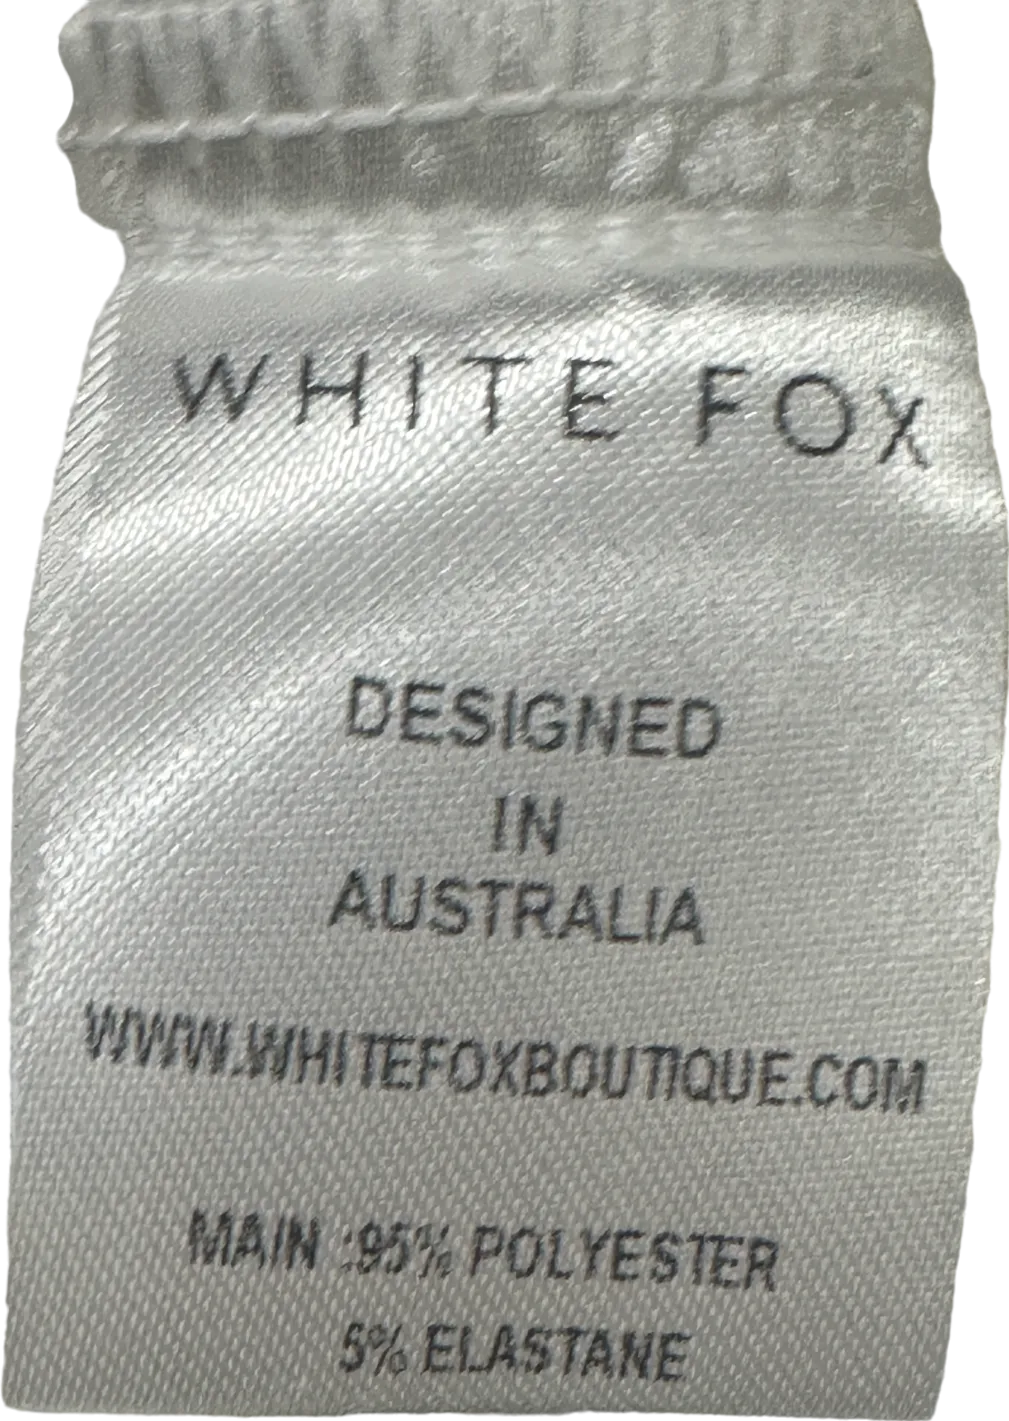 WHITE FOX
DESIGNED
IN
AUSTRALIA
WWW.WHITEFOXBOUTIQUE.COM
MAIN :95% POLYESTER
5% ELASTANE